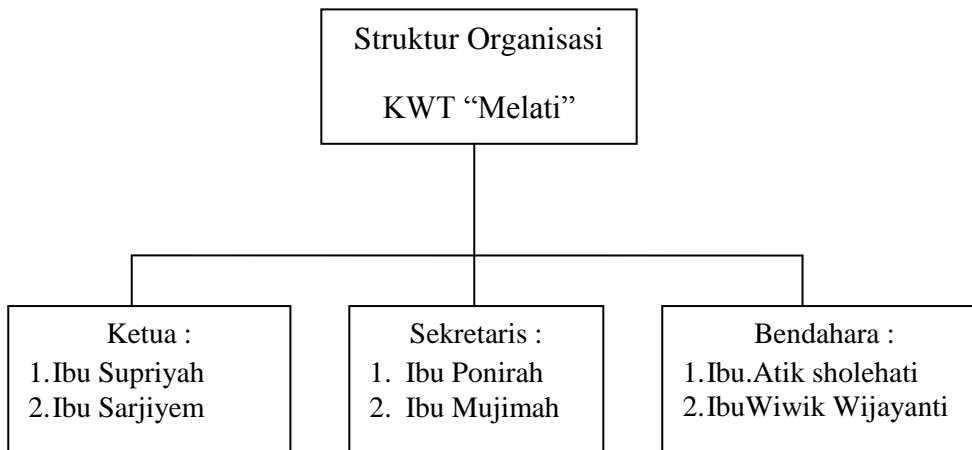 Struktur Organisasi
KWT “Melati”
Ketua :
1.Ibu Supriyah
2.Ibu Sarjiyem
Sekretaris :
1. Ibu Ponirah
2. Ibu Mujimah
Bendahara :
1.Ibu.Atik sholehati
2.IbuWiwik Wijayanti